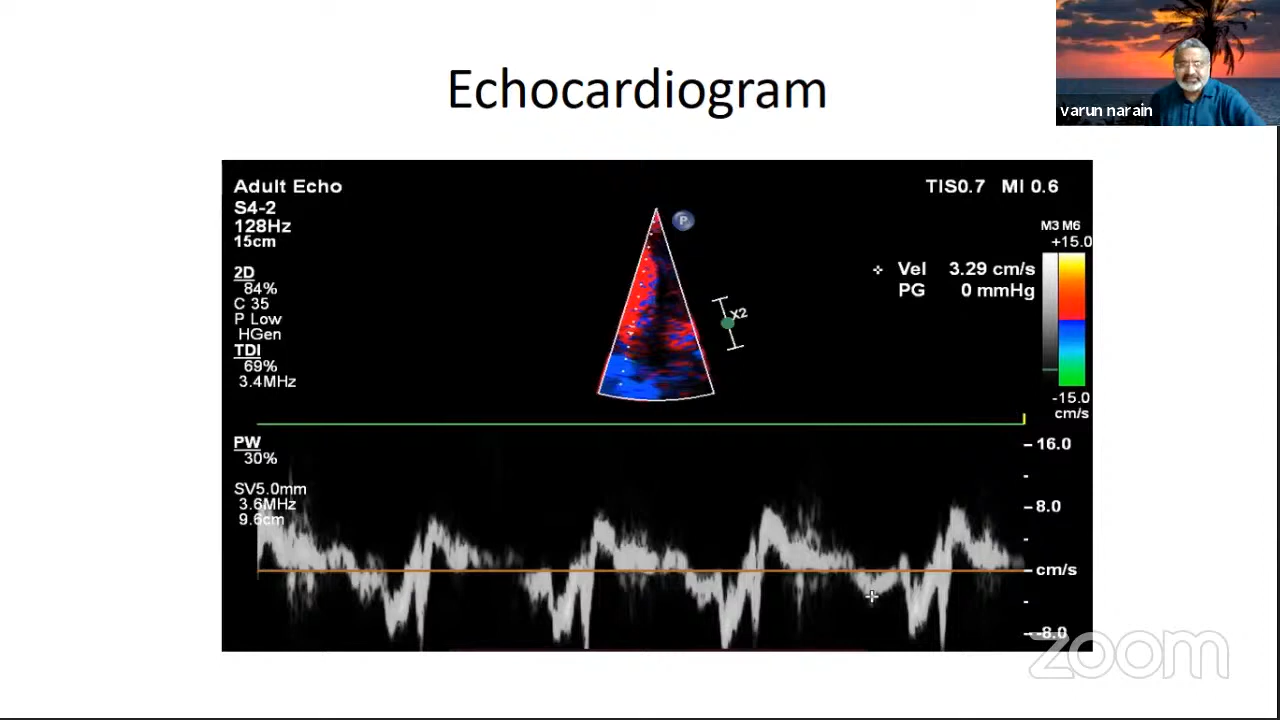 Echocardiogram
varun narain
Adult Echo
TIS0.7 MI 0.6
S4-2
128Hz
15cm
2D
84%
C 35
P Low
HGen
TDI
69%
3.4MHz
P
X2
Vel 3.29 cm/s
PG 0 mmHg
M3 M6
+15.0
-15.0
cm/s
PW
30%
SV5.0mm
3.6MHz
9.6cm
16.0
8.0
cm/s
-8.0
zoom